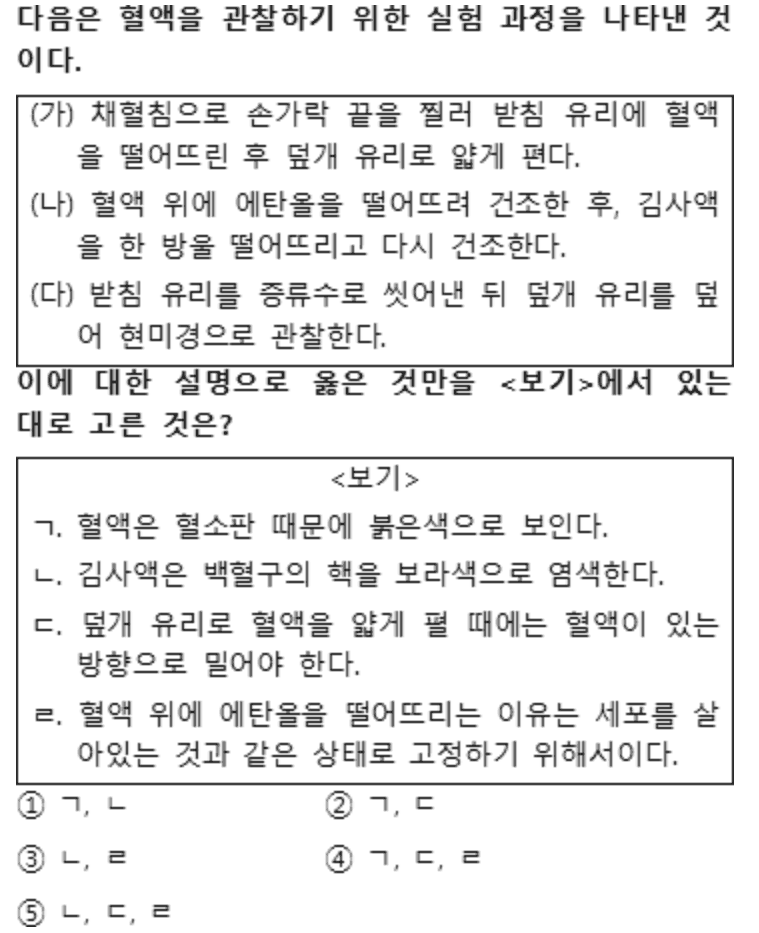 다음은 혈액을 관찰하기 위한 실험 과정을 나타낸 것
이다.
(가) 채혈침으로 손가락 끝을 찔러 받침 유리에 혈액
을 떨어뜨린 후 덮개 유리로 얇게 편다.
(나) 혈액 위에 에탄올을 떨어뜨려 건조한 후, 김사액
을 한 방울 떨어뜨리고 다시 건조한다.
(다) 받침 유리를 증류수로 씻어낸 뒤 덮개 유리를 덮
어 현미경으로 관찰한다.
이에 대한 설명으로 옳은 것만을 <보기>에서 있는
대로 고른 것은?
<보기>
ㄱ. 혈액은 혈소판 때문에 붉은색으로 보인다.
ㄴ. 김사액은 백혈구의 핵을 보라색으로 염색한다.
ㄷ. 덮개 유리로 혈액을 얇게 펼 때에는 혈액이 있는
방향으로 밀어야 한다.
ㄹ. 혈액 위에 에탄올을 떨어뜨리는 이유는 세포를 살
아있는 것과 같은 상태로 고정하기 위해서이다.
① ㄱ, ㄴ ② ㄱ, ㄷ
③ ㄴ, ㄹ ④ ㄱ, ㄷ, ㄹ
⑤ ㄴ, ㄷ, ㄹ